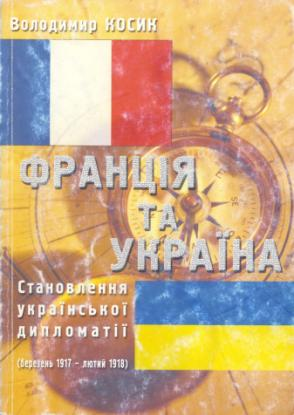 Володимир КОСИК
ФРАНЦІЯ
ТА
УКРАЇНА
Становлення
української
дипломатії
(березень 1917 - лютий 1918)